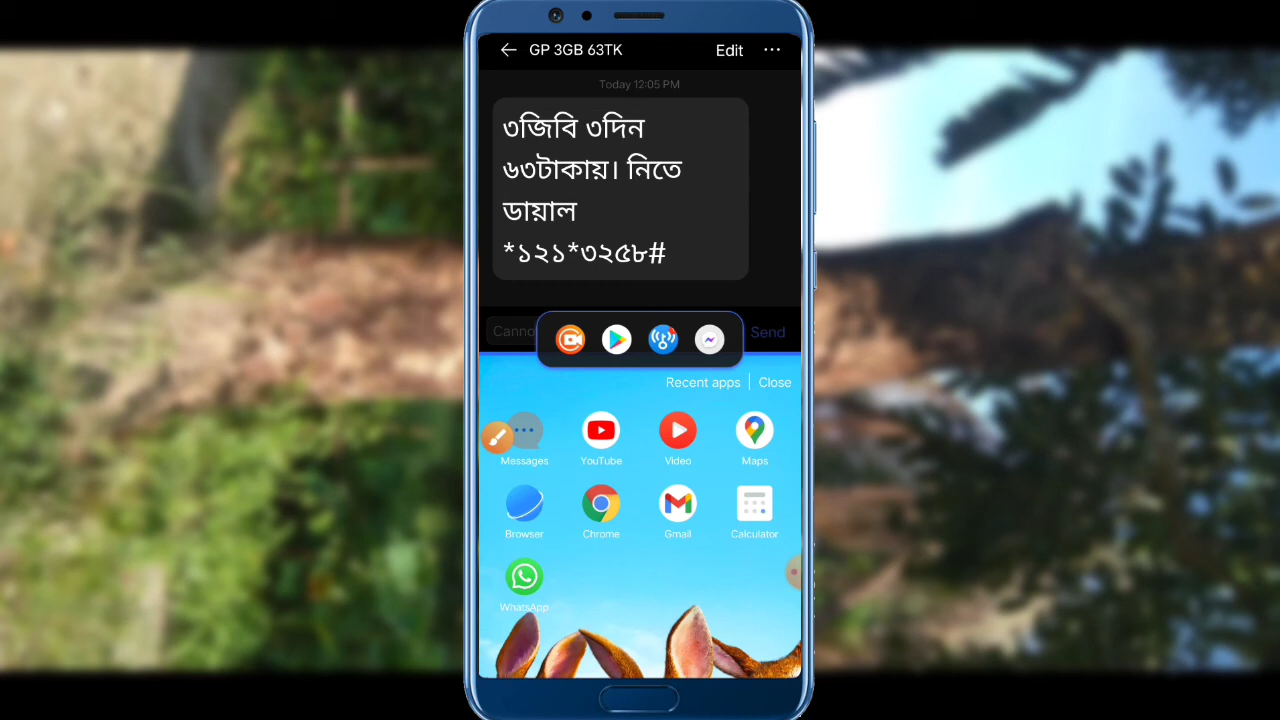 GP 3GB 63TK
Edit
Today 12:05 PM
৩জিবি ৩দিন
৬৩টাকায়। নিতে
ডায়াল
*১২১*৩২৫৮#
Send
Recent apps
Close
Messages
YouTube
Video
Maps
Browser
Chrome
Gmail
Calculator
WhatsApp